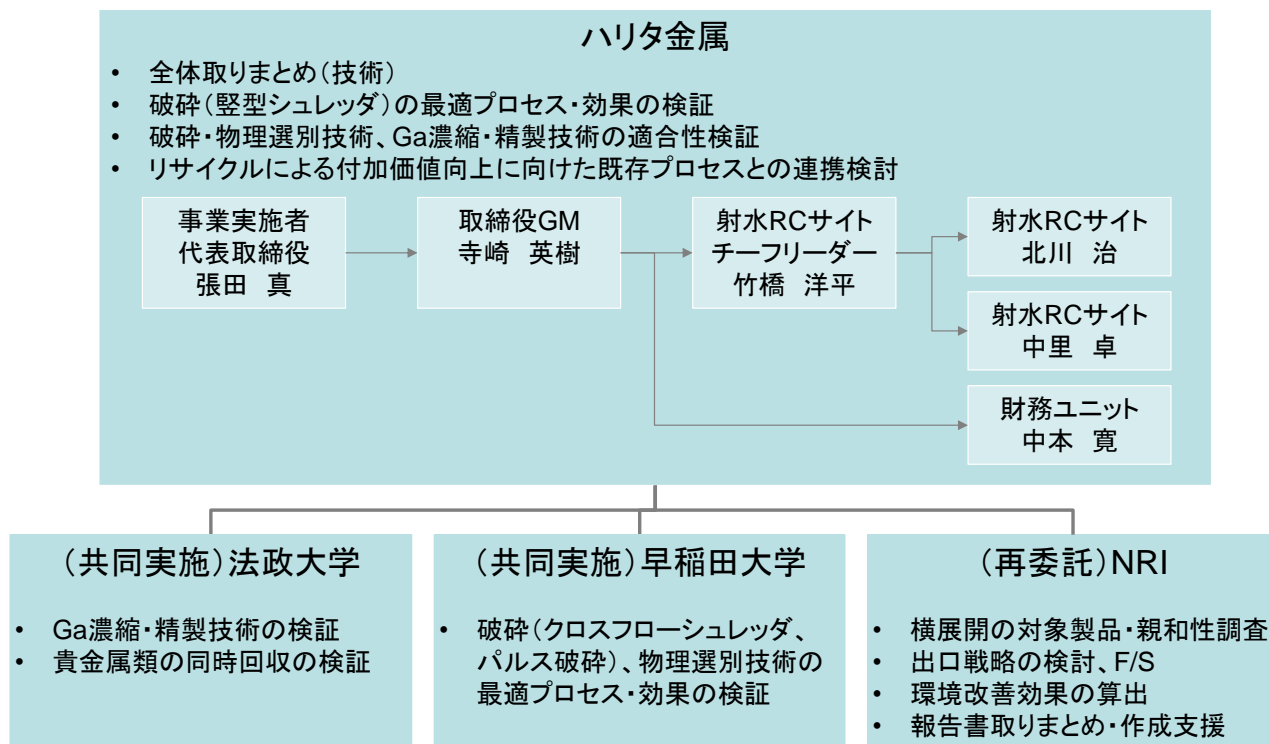 ハリタ金属
• 全体取りまとめ（技術）
• 破砕（竪型シュレッダ）の最適プロセス・効果の検証
• 破砕・物理選別技術、Ga濃縮・精製技術の適合性検証
• リサイクルによる付加価値向上に向けた既存プロセスとの連携検討
事業実施者
代表取締役
張田　真
取締役GM
寺崎　英樹
射水RCサイト
チーフリーダー
竹橋　洋平
射水RCサイト
北川　治
射水RCサイト
中里　卓
財務ユニット
中本　寛
（共同実施）法政大学
• Ga濃縮・精製技術の検証
• 貴金属類の同時回収の検証
（共同実施）早稲田大学
• 破砕（クロスフローシュレッダ、
パルス破砕）、物理選別技術の
最適プロセス・効果の検証
（再委託）NRI
• 横展開の対象製品・親和性調査
• 出口戦略の検討、F/S
• 環境改善効果の算出
• 報告書取りまとめ・作成支援